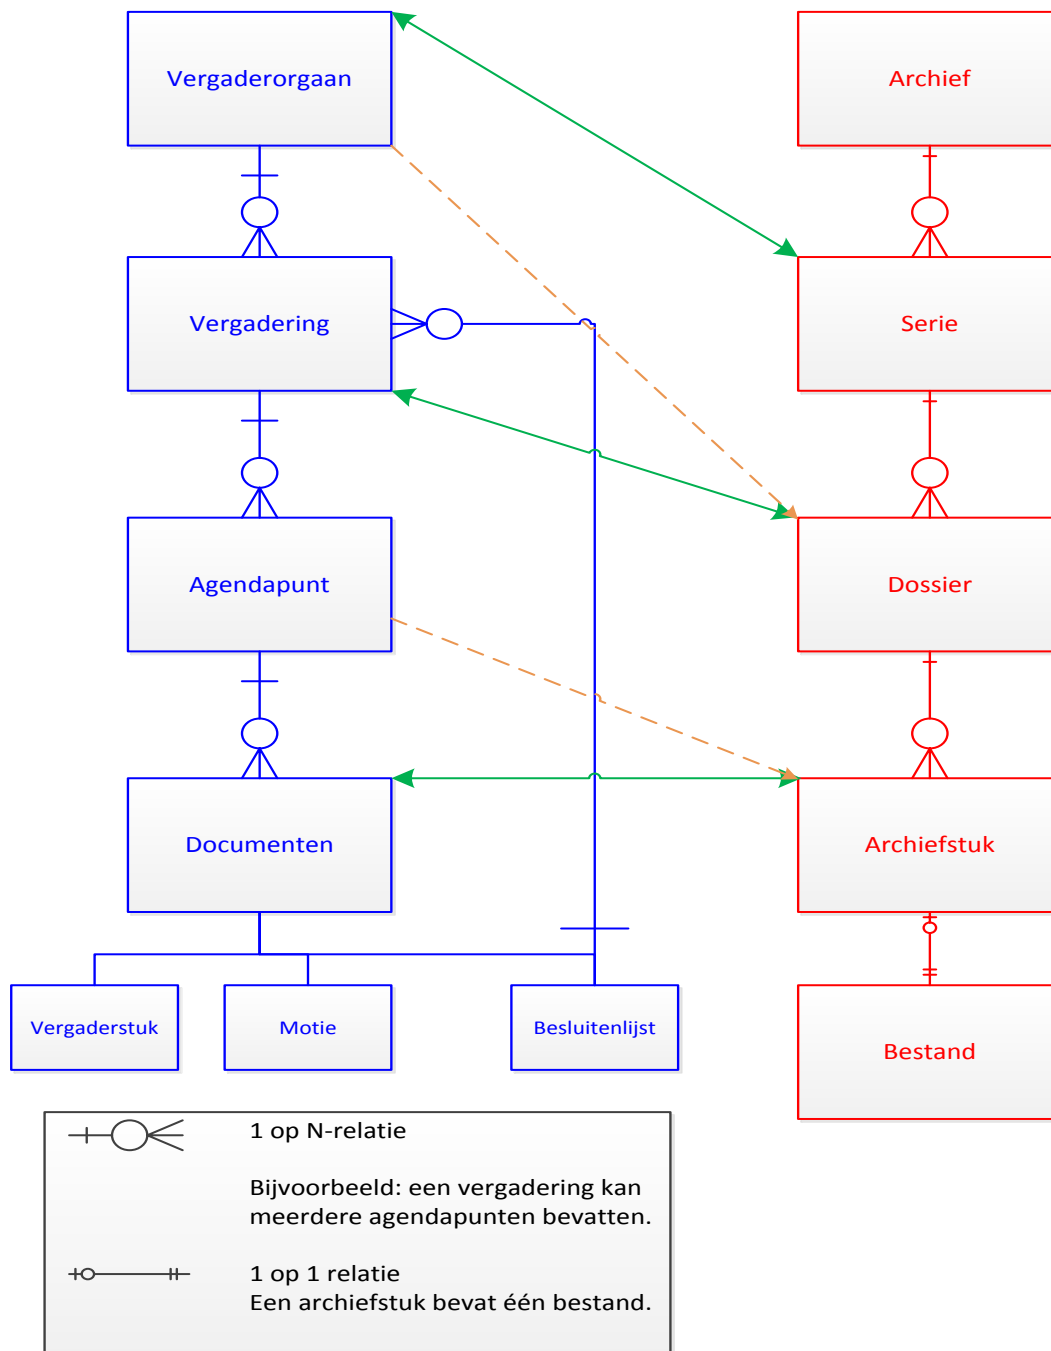 Vergaderorgaan
Archief
Vergadering
Serie
Agendapunt
Dossier
Documenten
Archiefstuk
Vergaderstuk
Motie
Besluitenlijst
Bestand
1 op N-relatie
Bijvoorbeeld: een vergadering kan
meerdere agendapunten bevatten.
1 op 1 relatie
Een archiefstuk bevat één bestand.